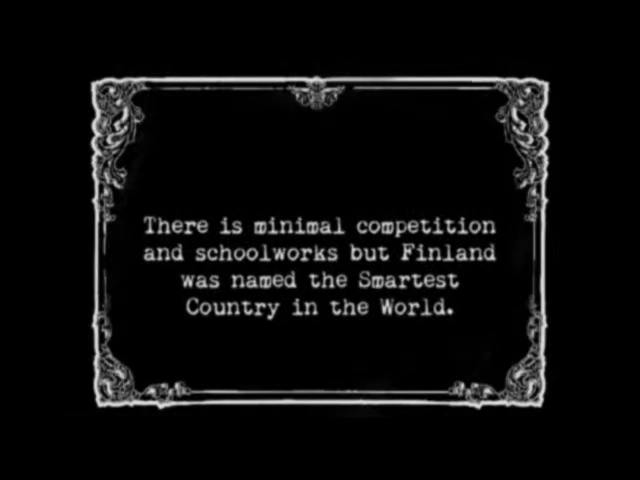 There is minimal competition
and schoolworks but Finland
was named the Smartest
Country in the World.